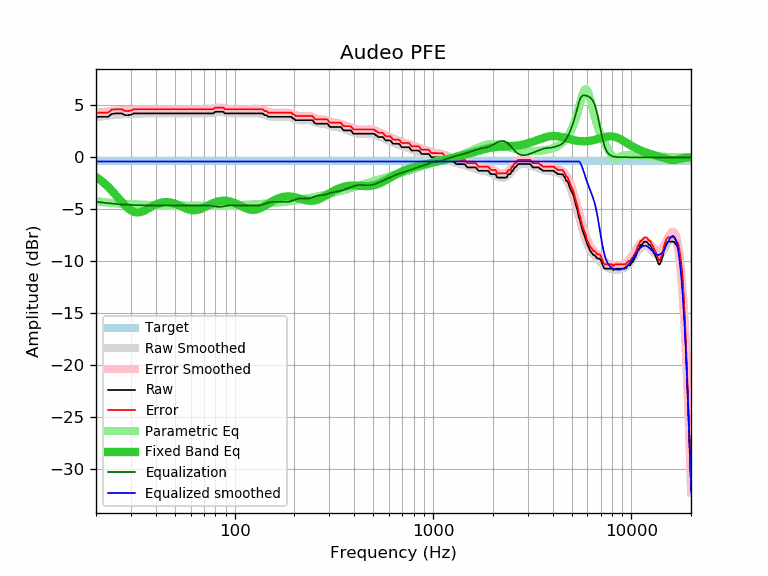 Audeo PFE
Amplitude (dBr)
5
0
−5
−10
−15
−20
−25
−30
Target
Raw Smoothed
Error Smoothed
Raw
Error
Parametric Eq
Fixed Band Eq
Equalization
Equalized smoothed
100
1000
10000
Frequency (Hz)